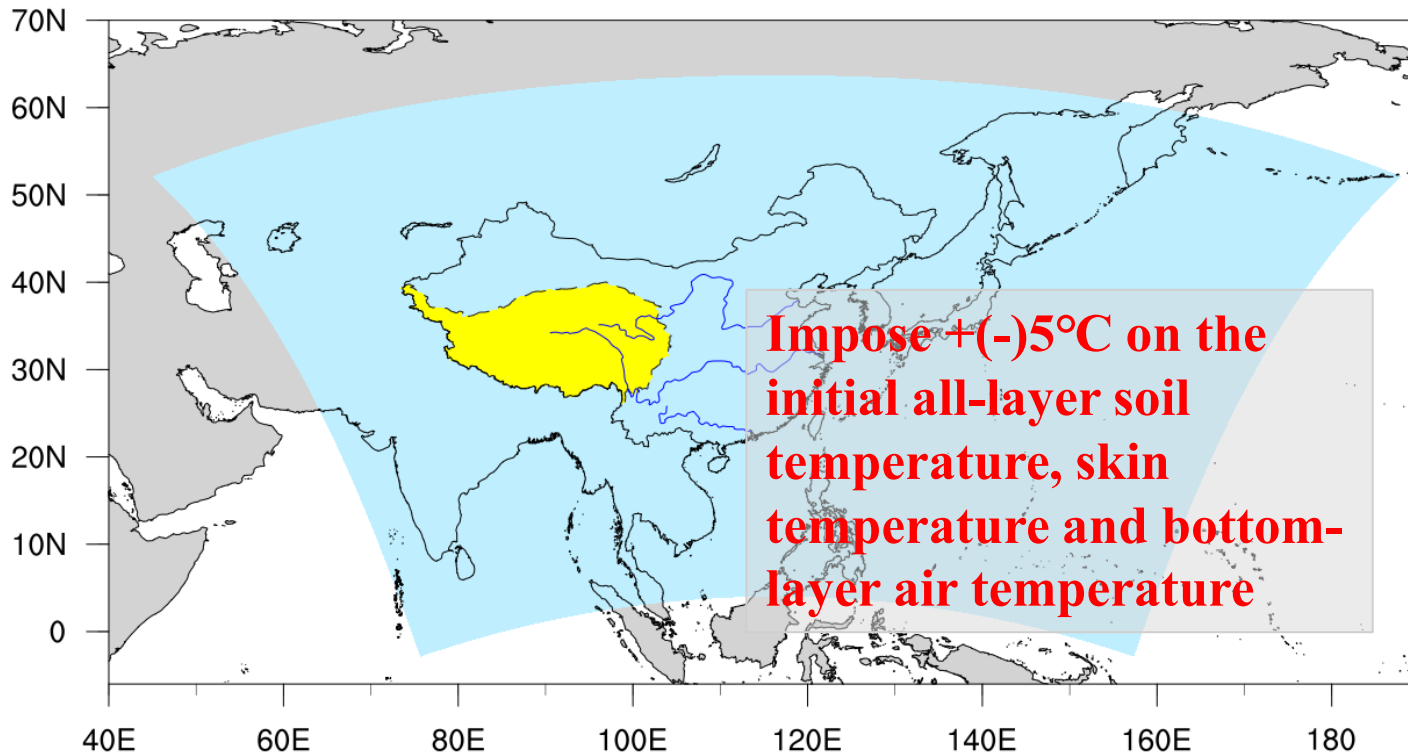 70N
60N
50N
40N
30N
20N
10N
0
Impose +(-)5°C on the
initial all-layer soil
temperature, skin
temperature and bottom-
layer air temperature
40E 60E 80E 100E 120E 140E 160E 180